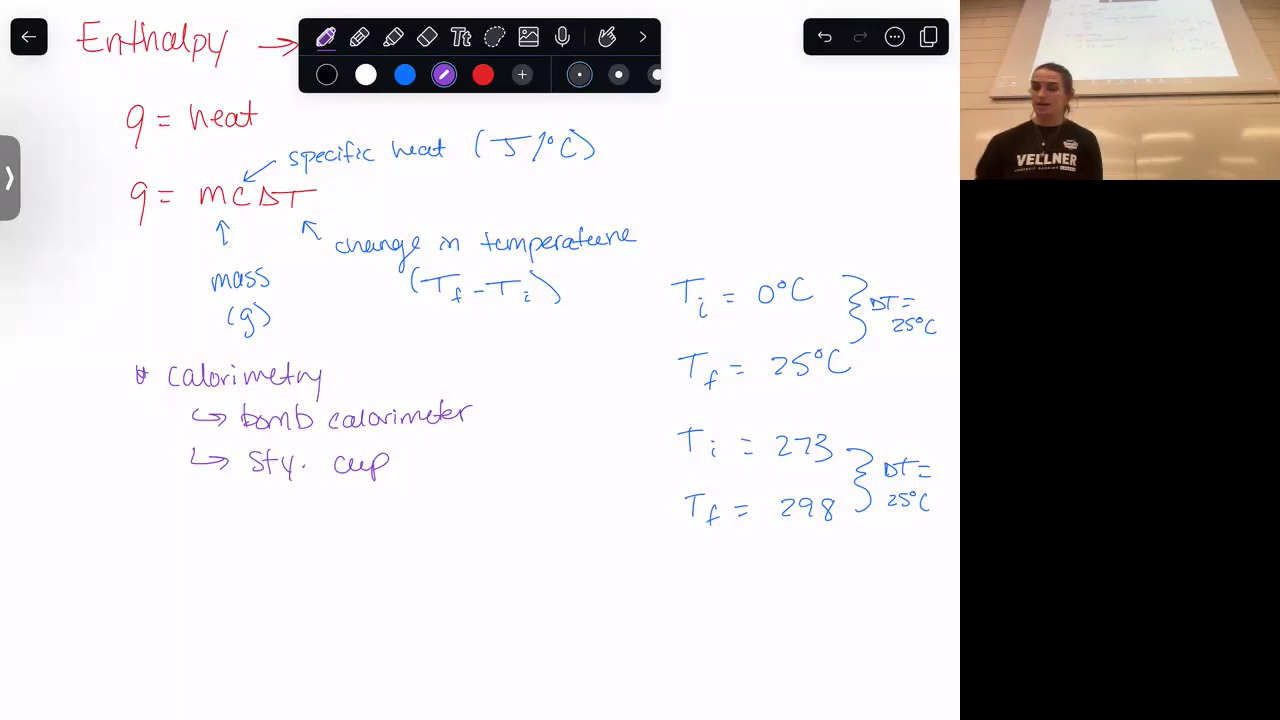 Enthalpy →
q = heat
specific heat (J/°C)
q = mCΔT
change in temperature
(Tf - Ti)
mass
(g)
* calorimetry
↳ bomb calorimeter
↳ sty. cup
Ti = 0°C
Tf = 25°C
ΔT =
25°C
Ti = 273
Tf = 298
ΔT =
25°C
Tt
VELLNER